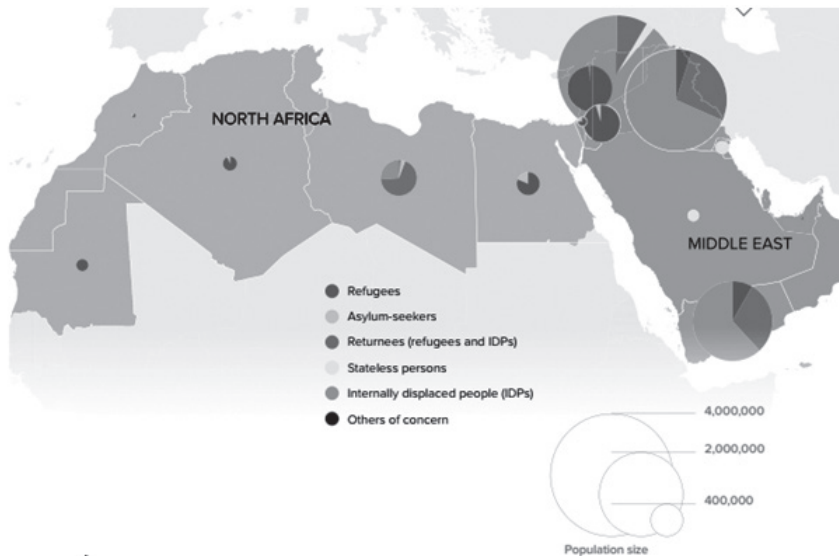 NORTH AFRICA
MIDDLE EAST
Refugees
Asylum-seekers
Returnees (refugees and IDPs)
Stateless persons
Internally displaced people (IDPs)
Others of concern
4,000,000
2,000,000
400,000
Population size